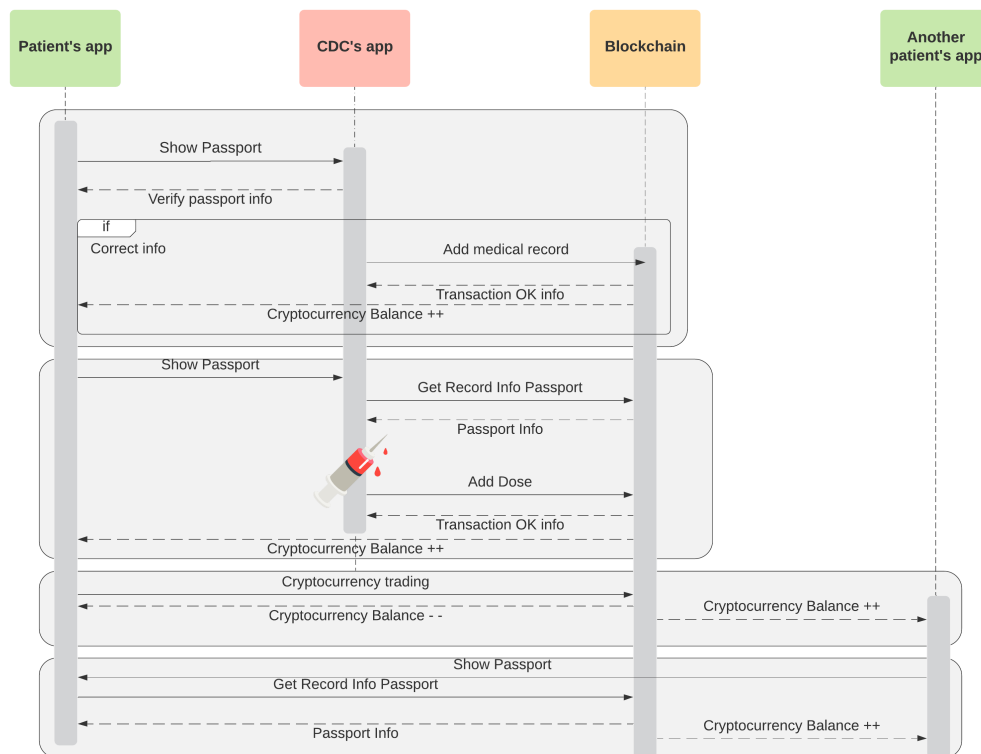 Patient's app
CDC's app
Blockchain
Another
patient's app
Show Passport
Verify passport info
if
Correct info
Add medical record
Transaction OK info
Cryptocurrency Balance ++
Show Passport
Get Record Info Passport
Passport Info
Add Dose
Transaction OK info
Cryptocurrency Balance ++
Cryptocurrency trading
Cryptocurrency Balance ++
Cryptocurrency Balance - -
Show Passport
Get Record Info Passport
Cryptocurrency Balance ++
Passport Info